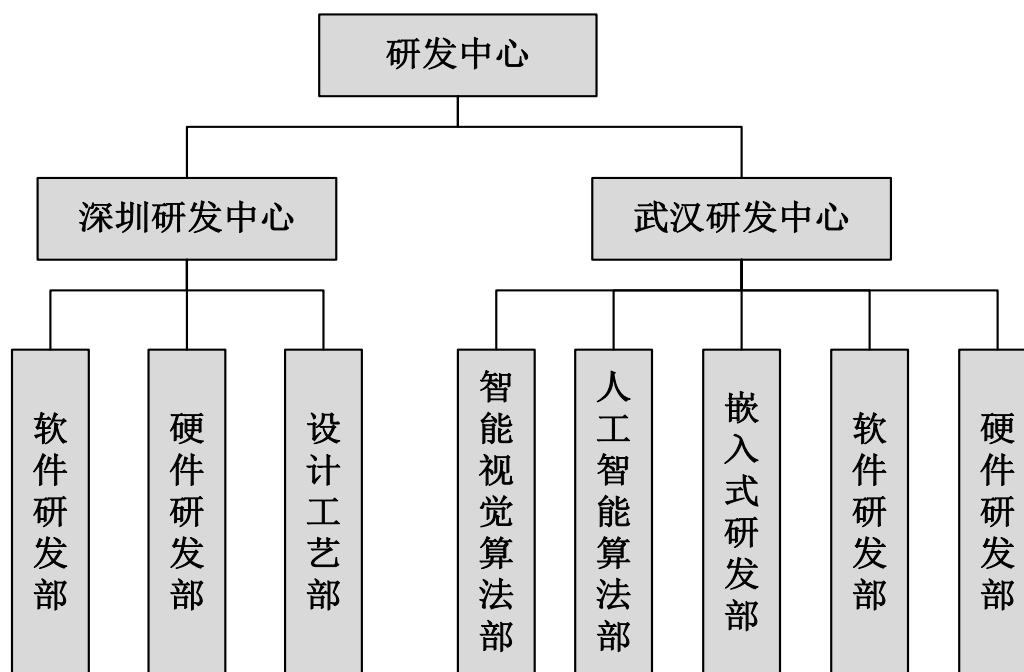 研发中心
深圳研发中心
武汉研发中心
软件研发部
硬件研发部
设计工艺部
智能视觉算法部
人工智能算法部
嵌入式研发部
软件研发部
硬件研发部